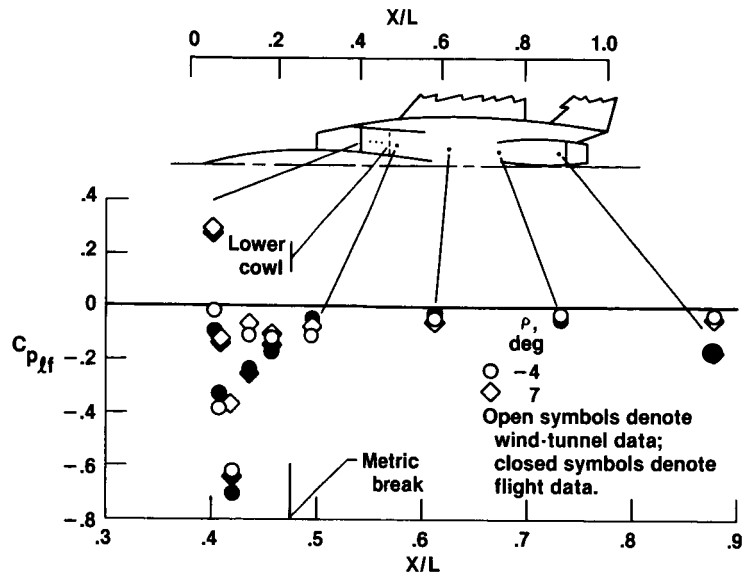 X/L
0 .2 .4 .6 .8 1.0
.4
.2
0
-.2
-.4
-.6
-.8
Cpℓf
Lower
cowl
ρ,
deg
-4
7
Open symbols denote
wind-tunnel data;
closed symbols denote
flight data.
Metric
break
.3 .4 .5 .6 .7 .8 .9
X/L